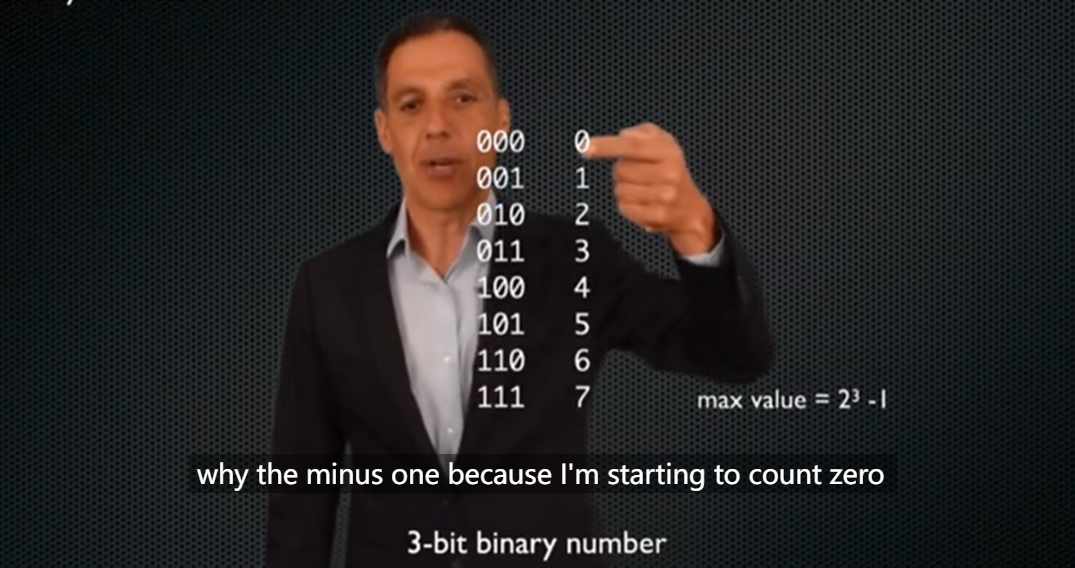 000 0
001 1
010 2
011 3
100 4
101 5
110 6
111 7
max value = 2³ -1
why the minus one because I'm starting to count zero
3-bit binary number